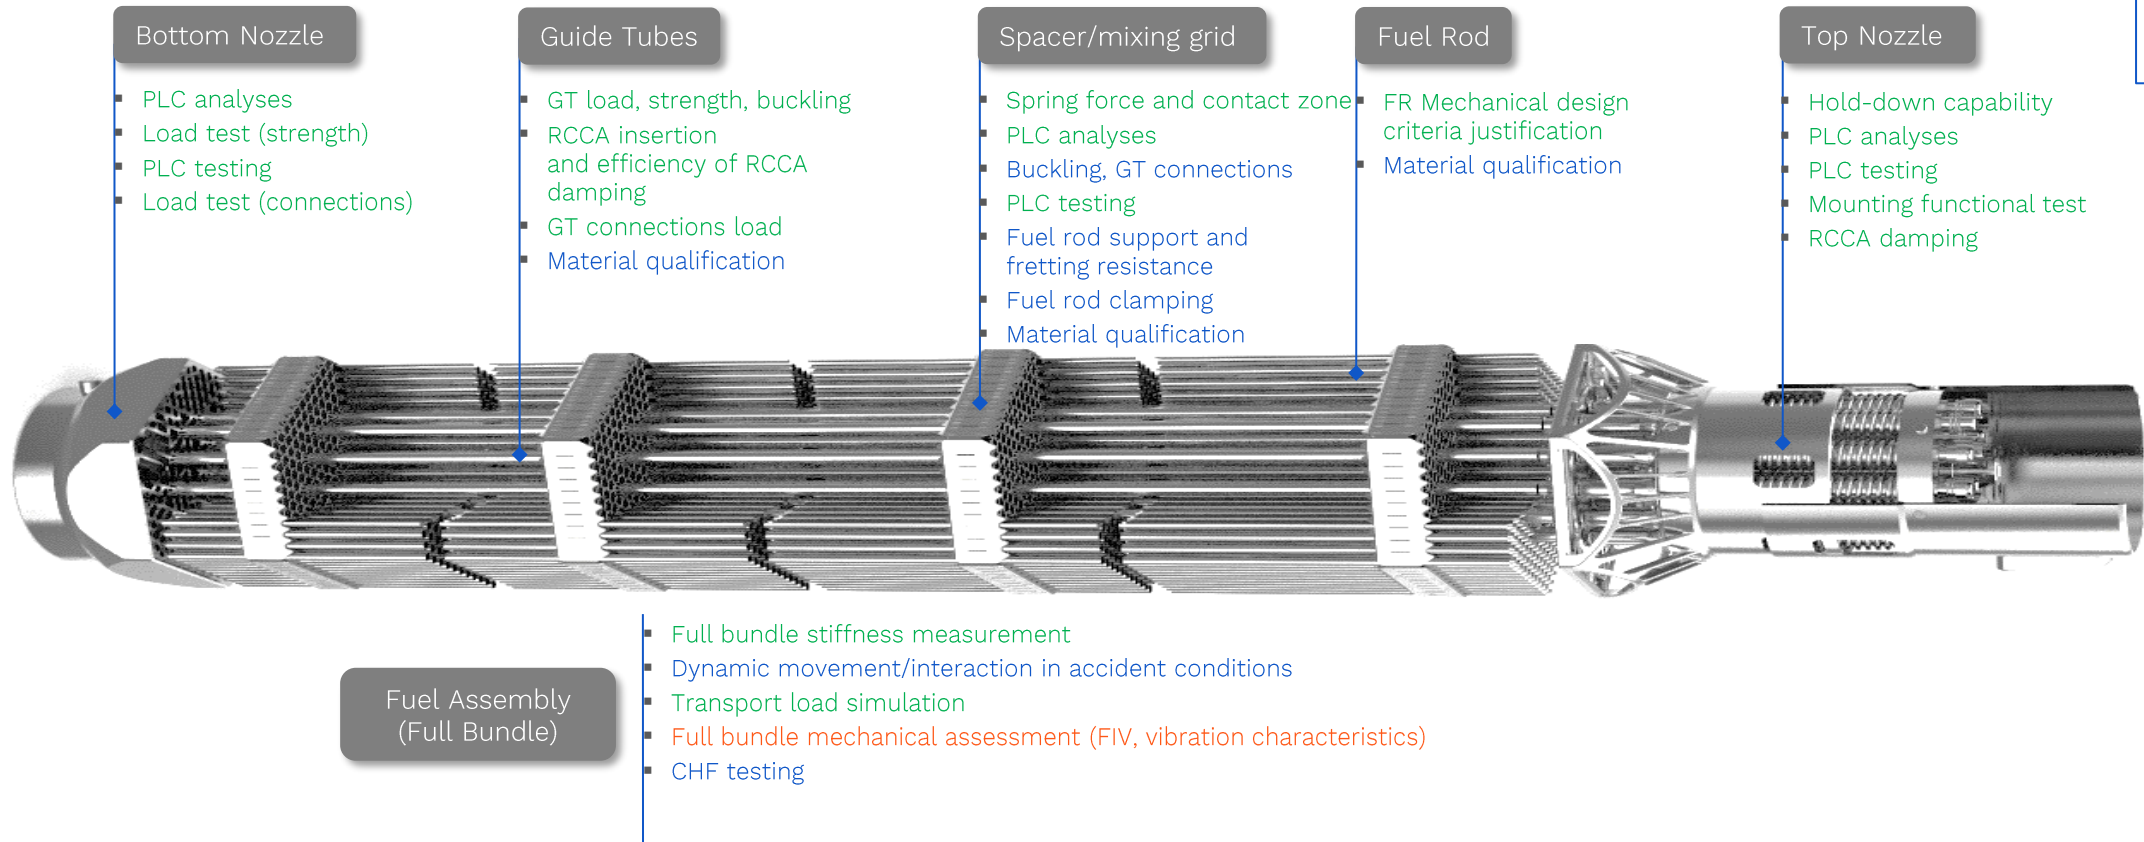 Bottom Nozzle
PLC analyses
Load test (strength)
PLC testing
Load test (connections)
Guide Tubes
GT load, strength, buckling
RCCA insertion
and efficiency of RCCA
damping
GT connections load
Material qualification
Spacer/mixing grid
Spring force and contact zone
PLC analyses
Buckling, GT connections
PLC testing
Fuel rod support and
fretting resistance
Fuel rod clamping
Material qualification
Fuel Rod
FR Mechanical design
criteria justification
Material qualification
Top Nozzle
Hold-down capability
PLC analyses
PLC testing
Mounting functional test
RCCA damping
Fuel Assembly
(Full Bundle)
Full bundle stiffness measurement
Dynamic movement/interaction in accident conditions
Transport load simulation
Full bundle mechanical assessment (FIV, vibration characteristics)
CHF testing